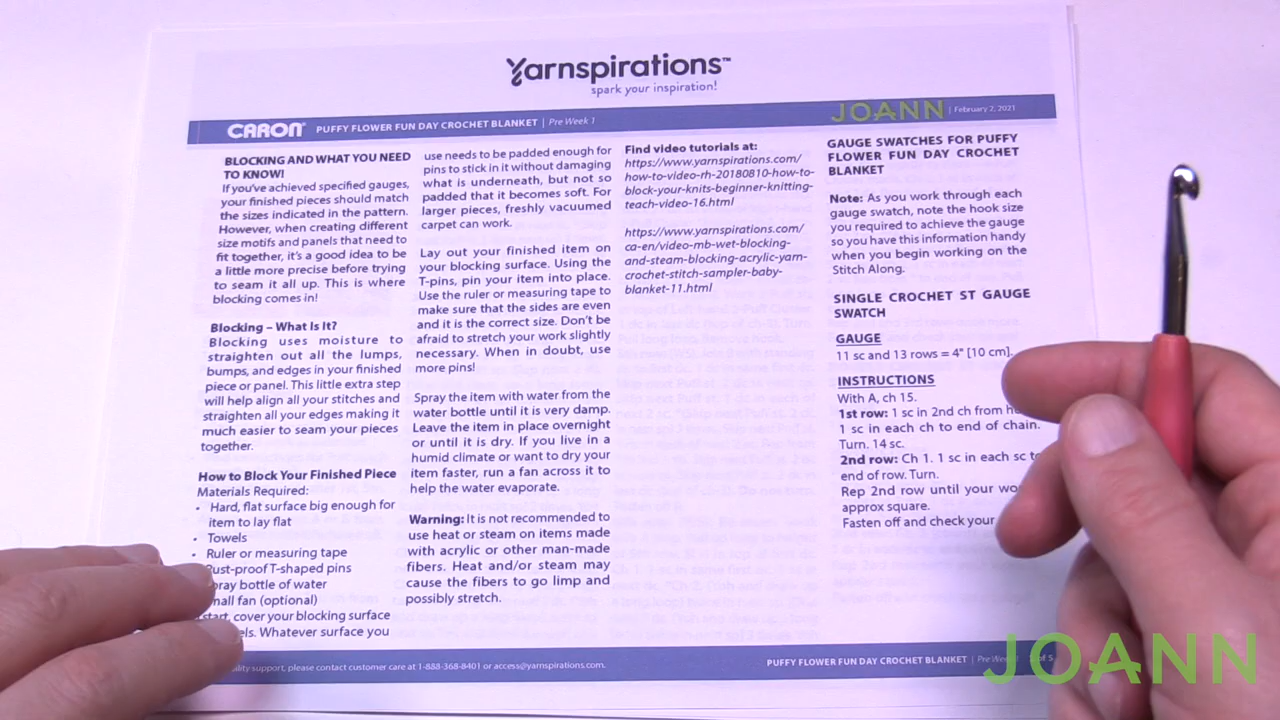 Yarnspirations™
spark your inspiration!
CARON® PUFFY FLOWER FUN DAY CROCHET BLANKET | Pre Week 1
JOANN | February 2, 2021
BLOCKING AND WHAT YOU NEED
TO KNOW!
If you've achieved specified gauges,
your finished pieces should match
the sizes indicated in the pattern.
However, when creating different
size motifs and panels that need to
fit together, it's a good idea to be
a little more precise before trying
to seam it all up. This is where
blocking comes in!
Blocking – What Is It?
Blocking uses moisture to
straighten out all the lumps,
bumps, and edges in your finished
piece or panel. This little extra step
will help align all your stitches and
straighten all your edges making it
much easier to seam your pieces
together.
How to Block Your Finished Piece
Materials Required:
• Hard, flat surface big enough for
item to lay flat
• Towels
• Ruler or measuring tape
Rust-proof T-shaped pins
pray bottle of water
mall fan (optional)
start, cover your blocking surface
els. Whatever surface you
use needs to be padded enough for
pins to stick in it without damaging
what is underneath, but not so
padded that it becomes soft. For
larger pieces, freshly vacuumed
carpet can work.
Lay out your finished item on
your blocking surface. Using the
T-pins, pin your item into place.
Use the ruler or measuring tape to
make sure that the sides are even
and it is the correct size. Don't be
afraid to stretch your work slightly
necessary. When in doubt, use
more pins!
Spray the item with water from the
water bottle until it is very damp.
Leave the item in place overnight
or until it is dry. If you live in a
humid climate or want to dry your
item faster, run a fan across it to
help the water evaporate.
Warning: It is not recommended to
use heat or steam on items made
with acrylic or other man-made
fibers. Heat and/or steam may
cause the fibers to go limp and
possibly stretch.
Find video tutorials at:
https://www.yarnspirations.com/
how-to-video-rh-20180810-how-to-
block-your-knits-beginner-knitting-
teach-video-16.html
https://www.yarnspirations.com/
ca-en/video-mb-wet-blocking-
and-steam-blocking-acrylic-yarn-
crochet-stitch-sampler-baby-
blanket-11.html
GAUGE SWATCHES FOR PUFFY
FLOWER FUN DAY CROCHET
BLANKET
Note: As you work through each
gauge swatch, note the hook size
you required to achieve the gauge
so you have this information handy
when you begin working on the
Stitch Along.
SINGLE CROCHET ST GAUGE
SWATCH
GAUGE
11 sc and 13 rows = 4" [10 cm].
INSTRUCTIONS
With A, ch 15.
1st row: 1 sc in 2nd ch from h
1 sc in each ch to end of chain.
Turn. 14 sc.
2nd row: Ch 1. 1 sc in each sc to
end of row. Turn.
Rep 2nd row until your wo
approx square.
Fasten off and check your
ility support, please contact customer care at 1-888-368-8401 or access@yarnspirations.com.
PUFFY FLOWER FUN DAY CROCHET BLANKET | Pre Week of 5
JOANN